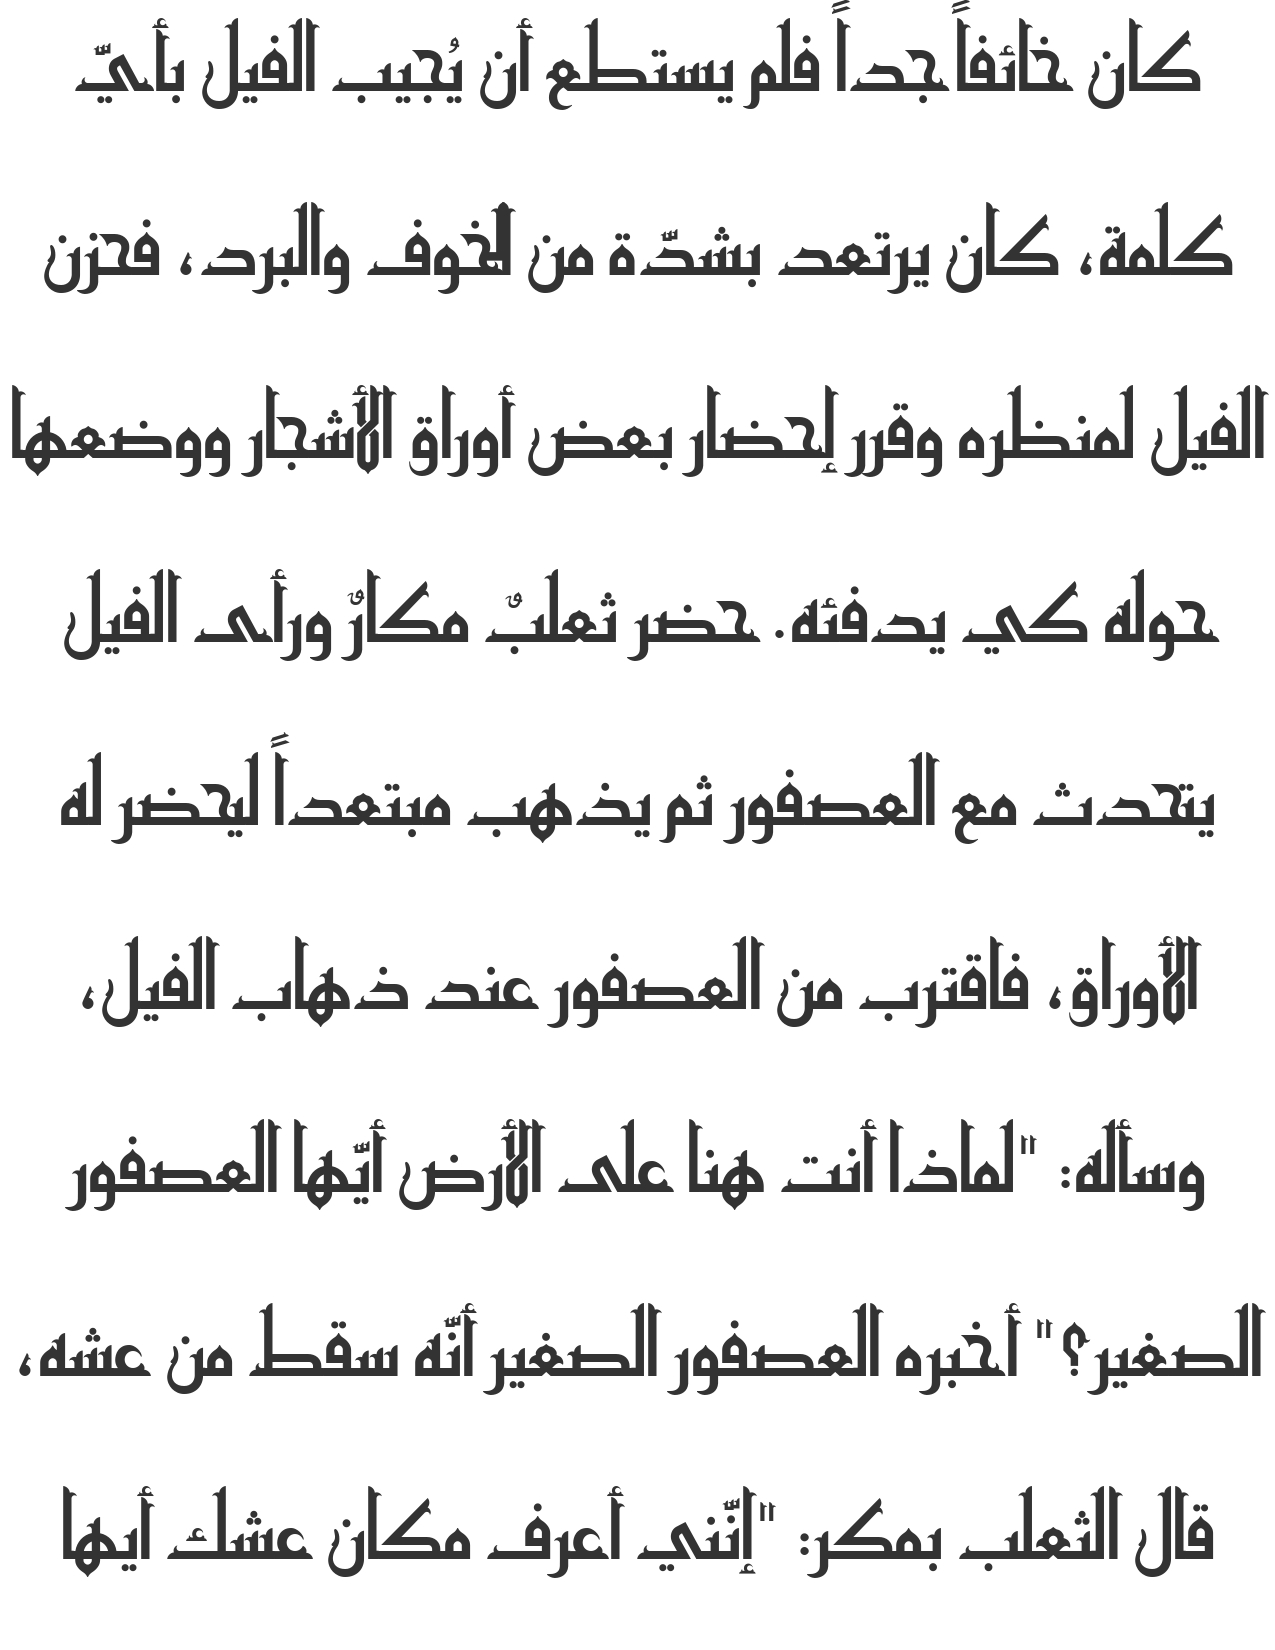 كان خائفاً جداً فلم يستطع أن يُجيب الفيل بأيّ
كلمة، كان يرتعد بشدّة من الخوف والبرد، فحزن
الفيل لمنظره وقرر إحضار بعض أوراق الأشجار ووضعها
حوله كي يدفئه. حضر ثعلبٌ مكارٌ ورأى الفيل
يتحدث مع العصفور ثم يذهب مبتعداً ليحضر له
الأوراق، فاقترب من العصفور عند ذهاب الفيل،
وسأله: "لماذا أنت هنا على الأرض أيّها العصفور
الصغير؟" أخبره العصفور الصغير أنّه سقط من عشه،
قال الثعلب بمكر: "إنّني أعرف مكان عشك أيها